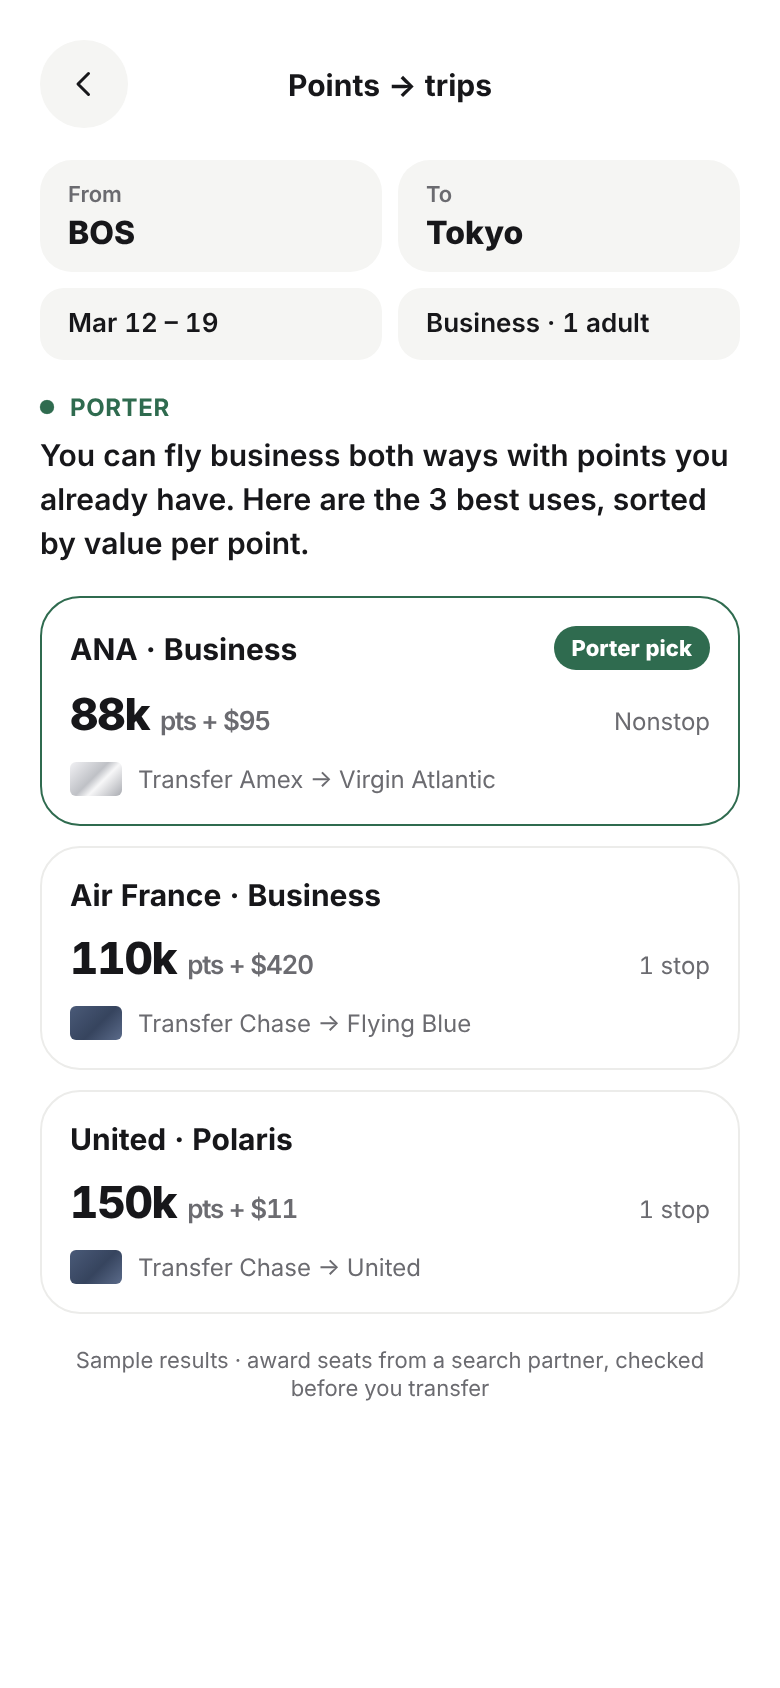 Points → trips
From
BOS
To
Tokyo
Mar 12 – 19
Business · 1 adult
PORTER
You can fly business both ways with points you
already have. Here are the 3 best uses, sorted
by value per point.
ANA · Business
Porter pick
88k pts + $95
Nonstop
Transfer Amex → Virgin Atlantic
Air France · Business
110k pts + $420
1 stop
Transfer Chase → Flying Blue
United · Polaris
150k pts + $11
1 stop
Transfer Chase → United
Sample results · award seats from a search partner, checked
before you transfer